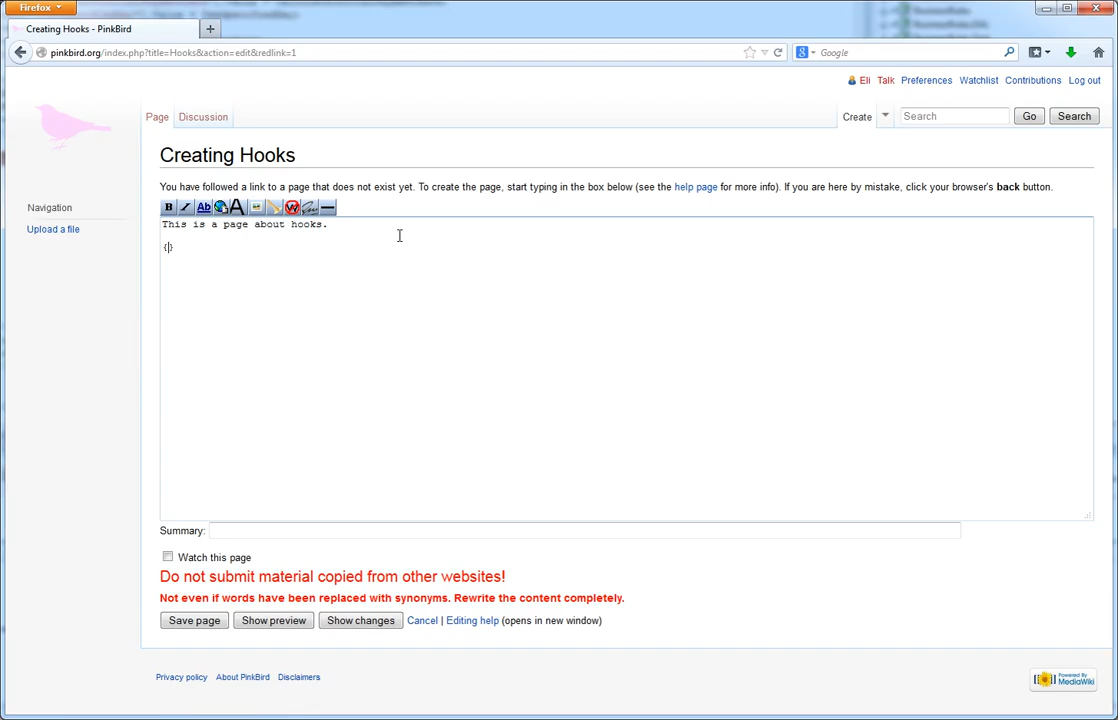 Firefox
Creating Hooks - PinkBird
pinkbird.org/index.php?title=Hooks&action=edit&redlink=1
Google
Eli Talk Preferences Watchlist Contributions Log out
Page Discussion Create Search Go Search
Creating Hooks
You have followed a link to a page that does not exist yet. To create the page, start typing in the box below (see the help page for more info). If you are here by mistake, click your browser's back button.
Navigation
Upload a file
B I Ab A W
This is a page about hooks.
{}
Summary:
Watch this page
Do not submit material copied from other websites!
Not even if words have been replaced with synonyms. Rewrite the content completely.
Save page Show preview Show changes Cancel | Editing help (opens in new window)
Privacy policy About PinkBird Disclaimers
Powered By
MediaWiki